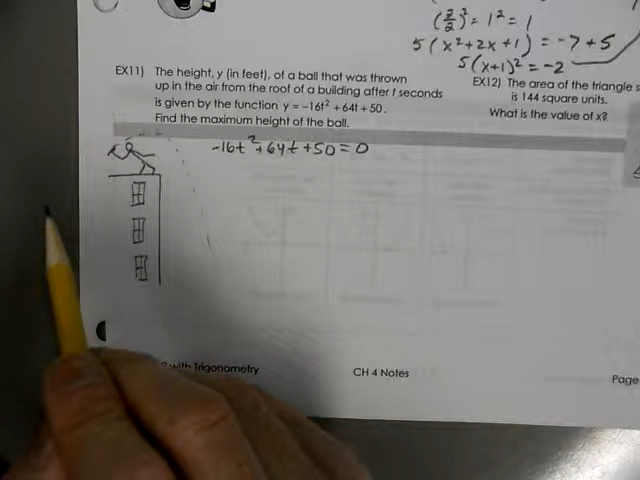 (2/2)² = 1² = 1
5(x²+2x+1) = -7+5
5(x+1)² = -2
EX11) The height, y (in feet), of a ball that was thrown
up in the air from the roof of a building after t seconds
is given by the function y = -16t² + 64t + 50.
Find the maximum height of the ball.
EX12) The area of the triangle
is 144 square units.
What is the value of x?
-16t²+64t+50=0
with Trigonometry
CH 4 Notes
Page